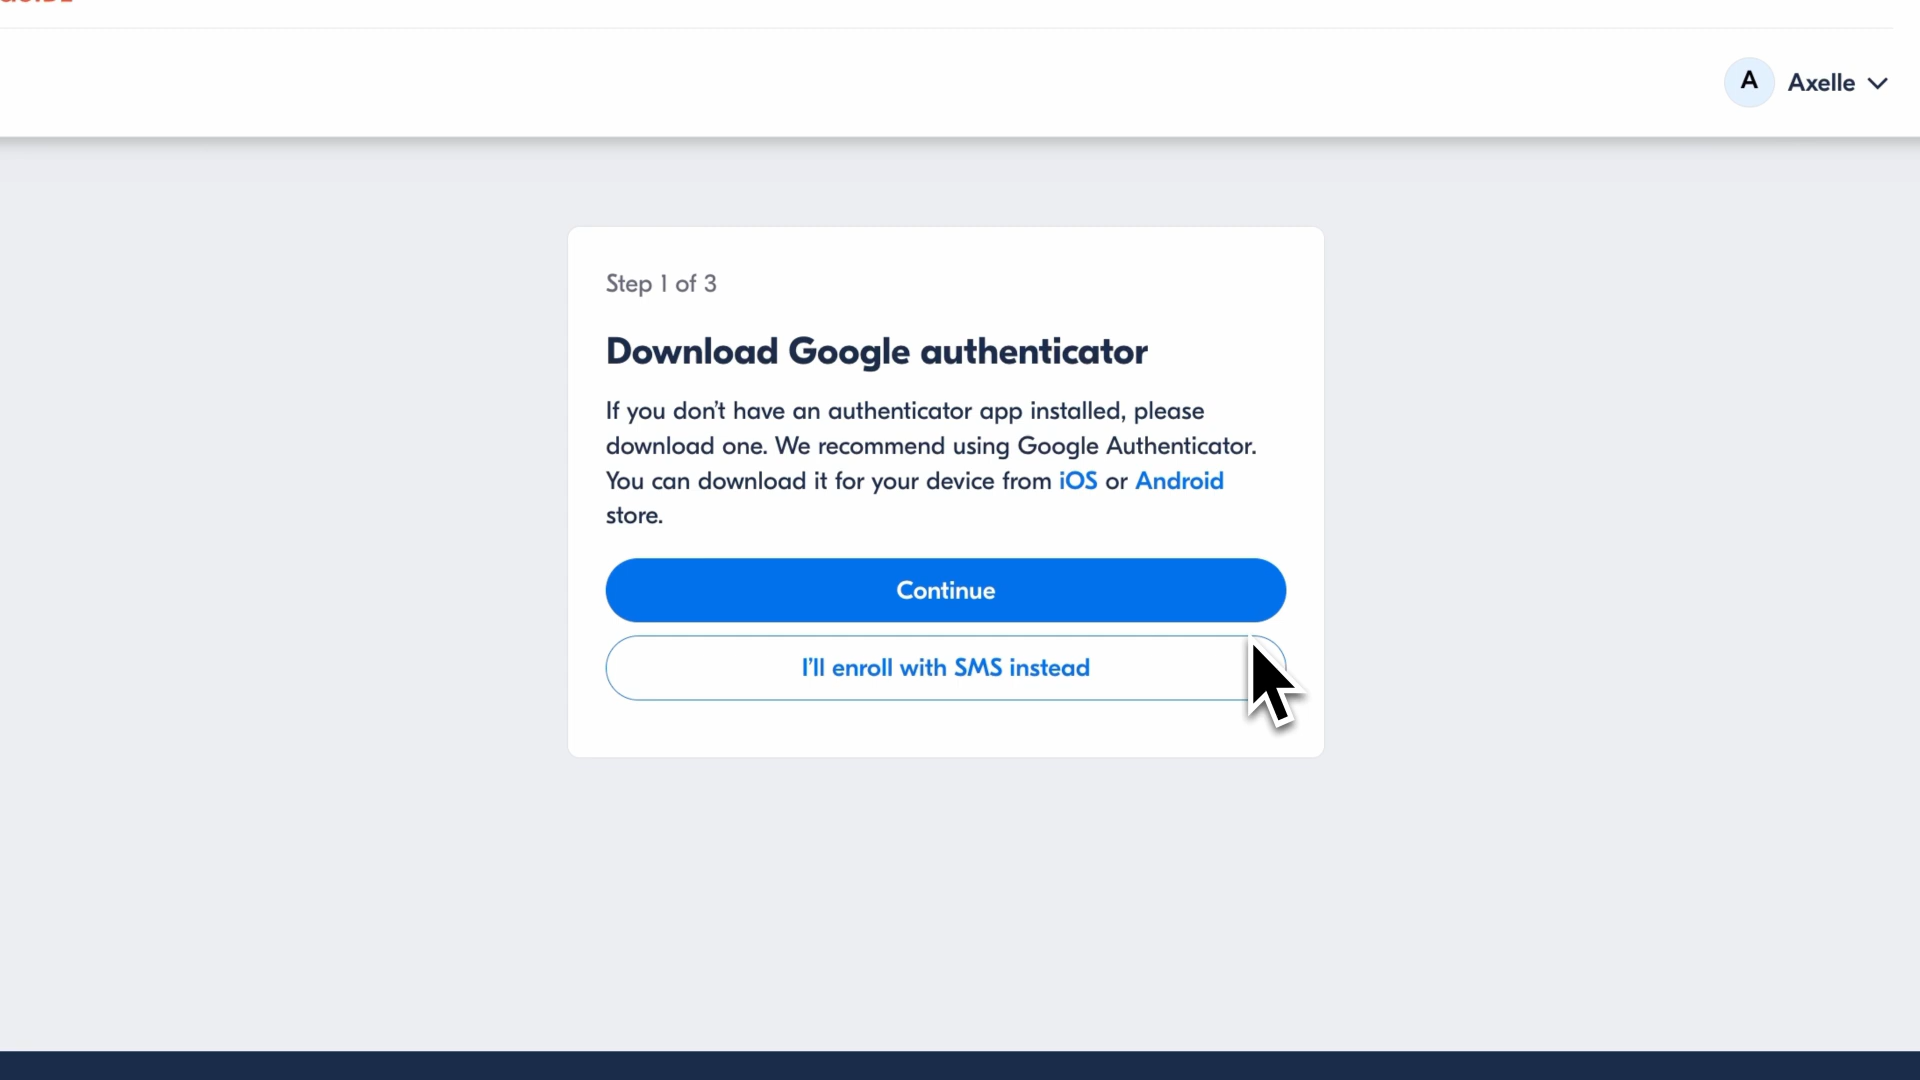 A Axelle
Step 1 of 3
Download Google authenticator
If you don't have an authenticator app installed, please
download one. We recommend using Google Authenticator.
You can download it for your device from iOS or Android
store.
Continue
I'll enroll with SMS instead